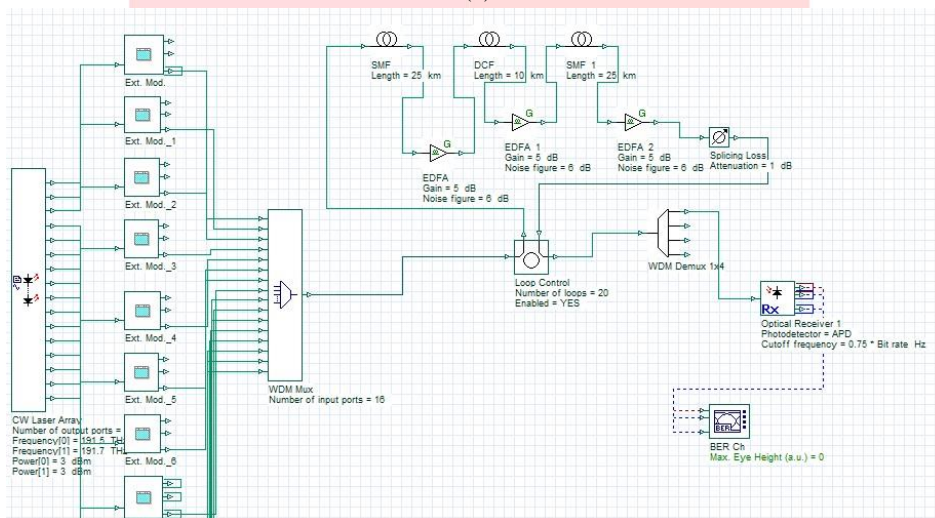 SMF
Length = 25 km
DCF
Length = 10 km
SMF 1
Length = 25 km
Ext. Mod.
Ext. Mod._1
G
EDFA
Gain = 5 dB
Noise figure = 6 dB
G
EDFA 1
Gain = 5 dB
Noise figure = 6 dB
G
EDFA 2
Gain = 5 dB
Noise figure = 6 dB
Splicing Loss
Attenuation = 1 dB
Ext. Mod._2
Ext. Mod._3
WDM Demux 1x4
Loop Control
Number of loops = 20
Enabled = YES
Rx
Optical Receiver 1
Photodetector = APD
Cutoff frequency = 0.75 * Bit rate Hz
Ext. Mod._4
WDM Mux
Number of input ports = 16
Ext. Mod._5
CW Laser Array
Number of output ports =
Frequency[0] = 191.5 THz
Frequency[1] = 191.7 THz
Power[0] = 3 dBm
Power[1] = 3 dBm
Ext. Mod._6
BER
BER Ch
Max. Eye Height (a.u.) = 0